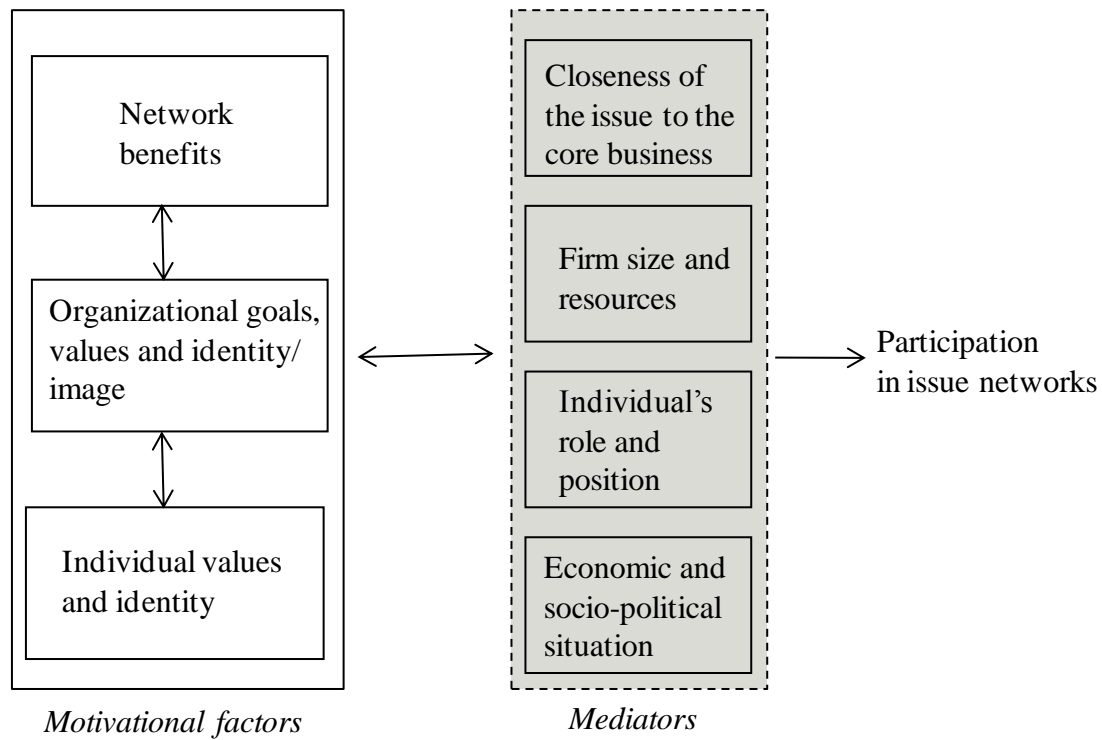 Network
benefits
Organizational goals,
values and identity/
image
Individual values
and identity
Motivational factors
Closeness of
the issue to the
core business
Firm size and
resources
Individual’s
role and
position
Economic and
socio-political
situation
Mediators
Participation
in issue networks